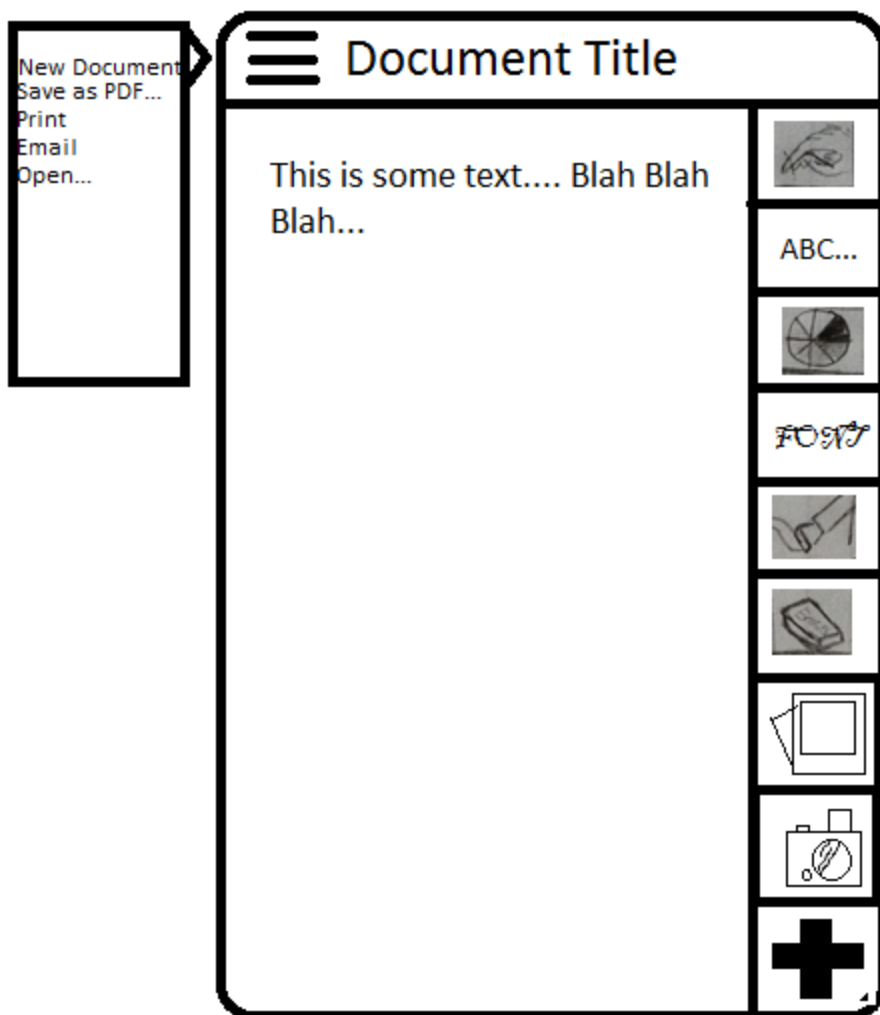 New Document
Save as PDF...
Print
Email
Open...
Document Title
This is some text.... Blah Blah
Blah...
ABC...
FONT